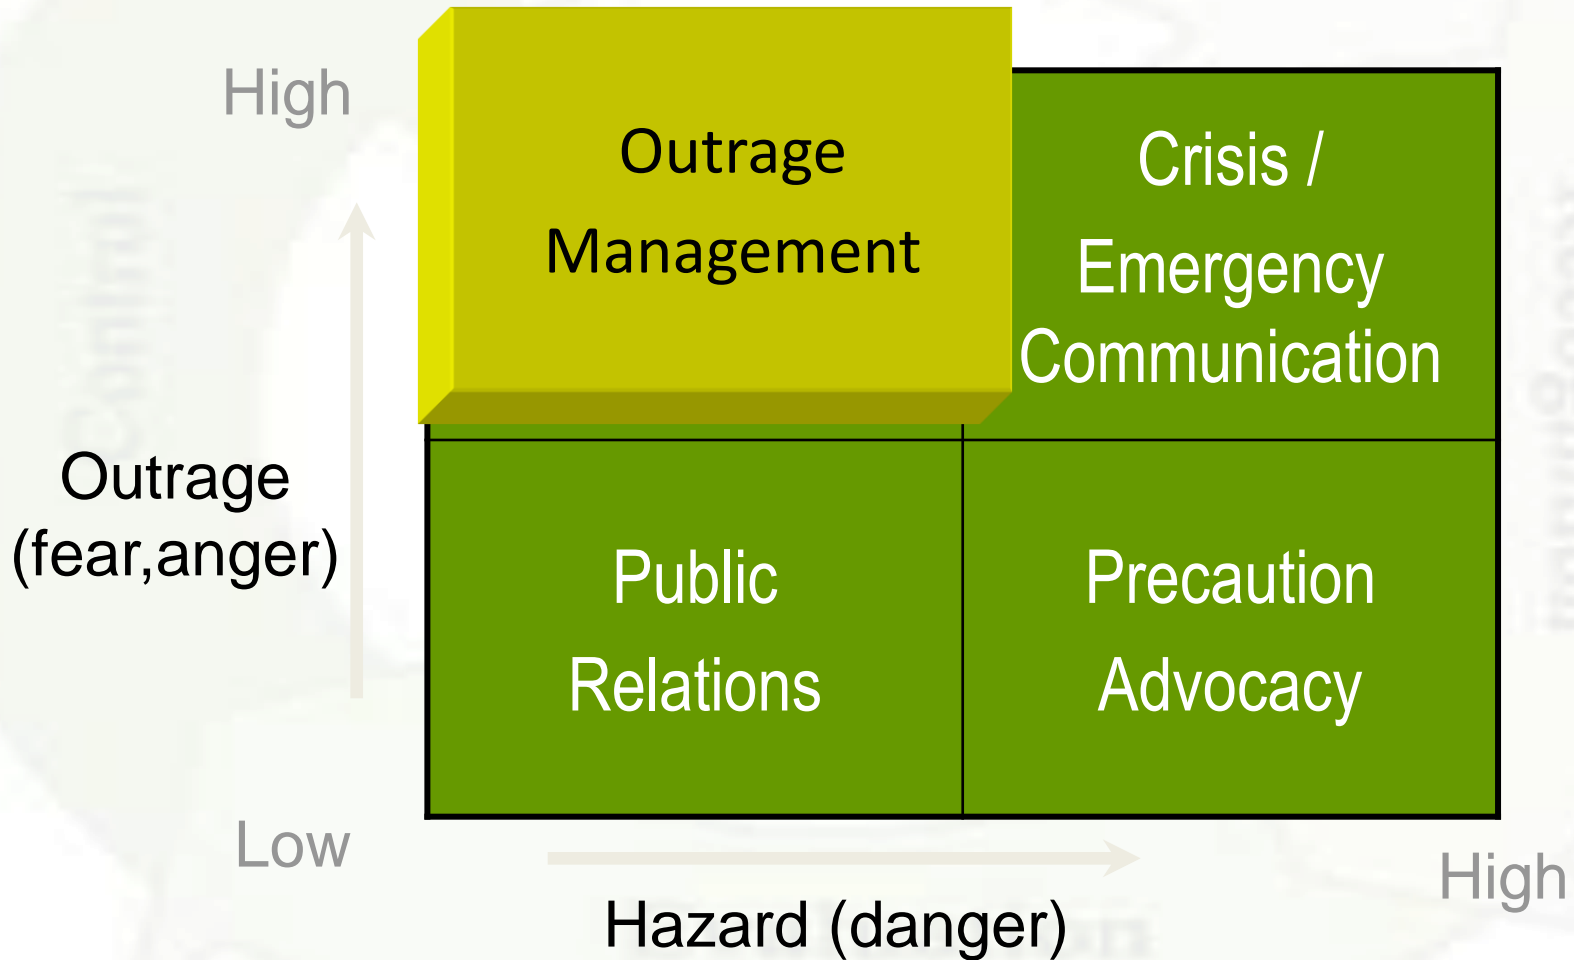 High
Outrage
Management
Crisis /
Emergency
Communication
Outrage
(fear,anger)
Public
Relations
Precaution
Advocacy
Low
High
Hazard (danger)